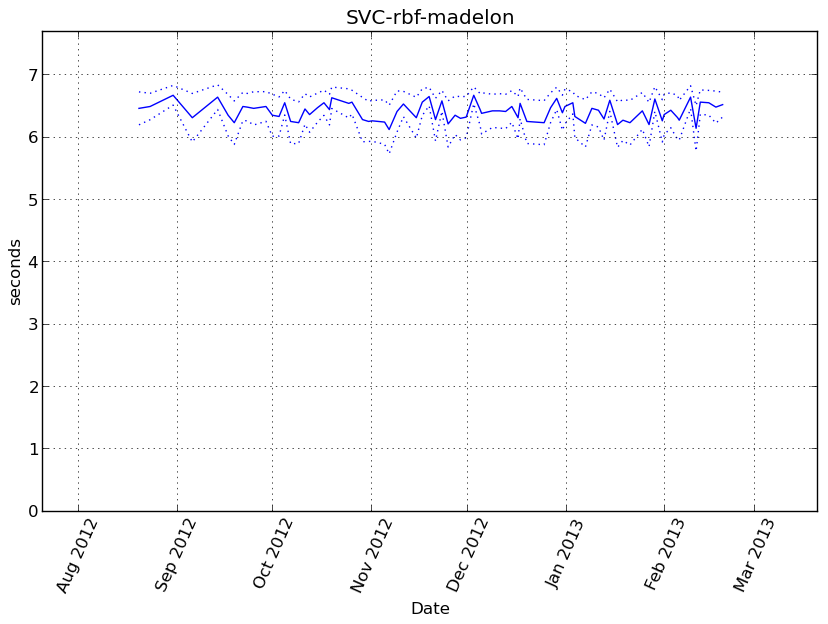 SVC-rbf-madelon
7
6
5
4
3
2
1
0
seconds
Aug 2012
Sep 2012
Oct 2012
Nov 2012
Dec 2012
Jan 2013
Feb 2013
Mar 2013
Date